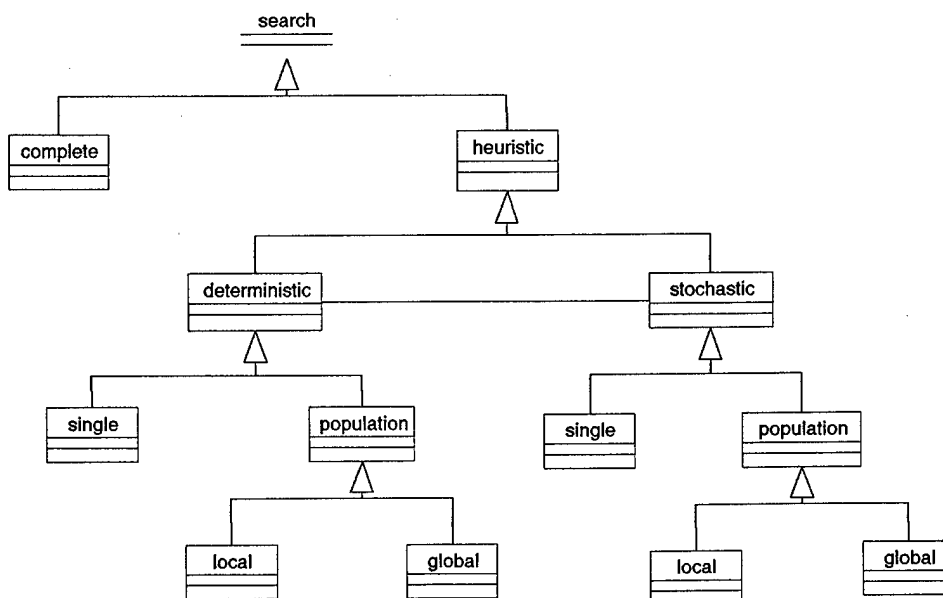 search
complete
heuristic
deterministic
stochastic
single
population
single
population
local
global
local
global